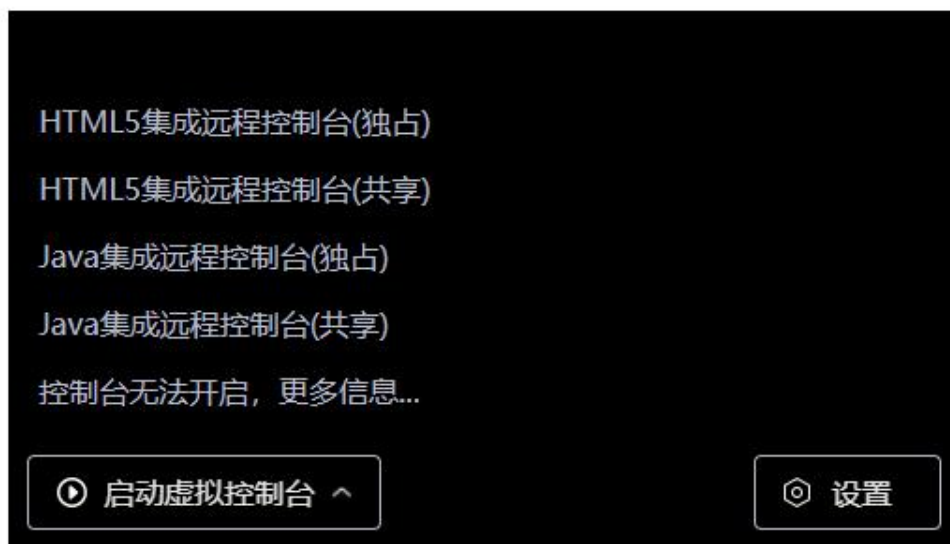 HTML5集成远程控制台(独占)
HTML5集成远程控制台(共享)
Java集成远程控制台(独占)
Java集成远程控制台(共享)
控制台无法开启，更多信息...
启动虚拟控制台
设置